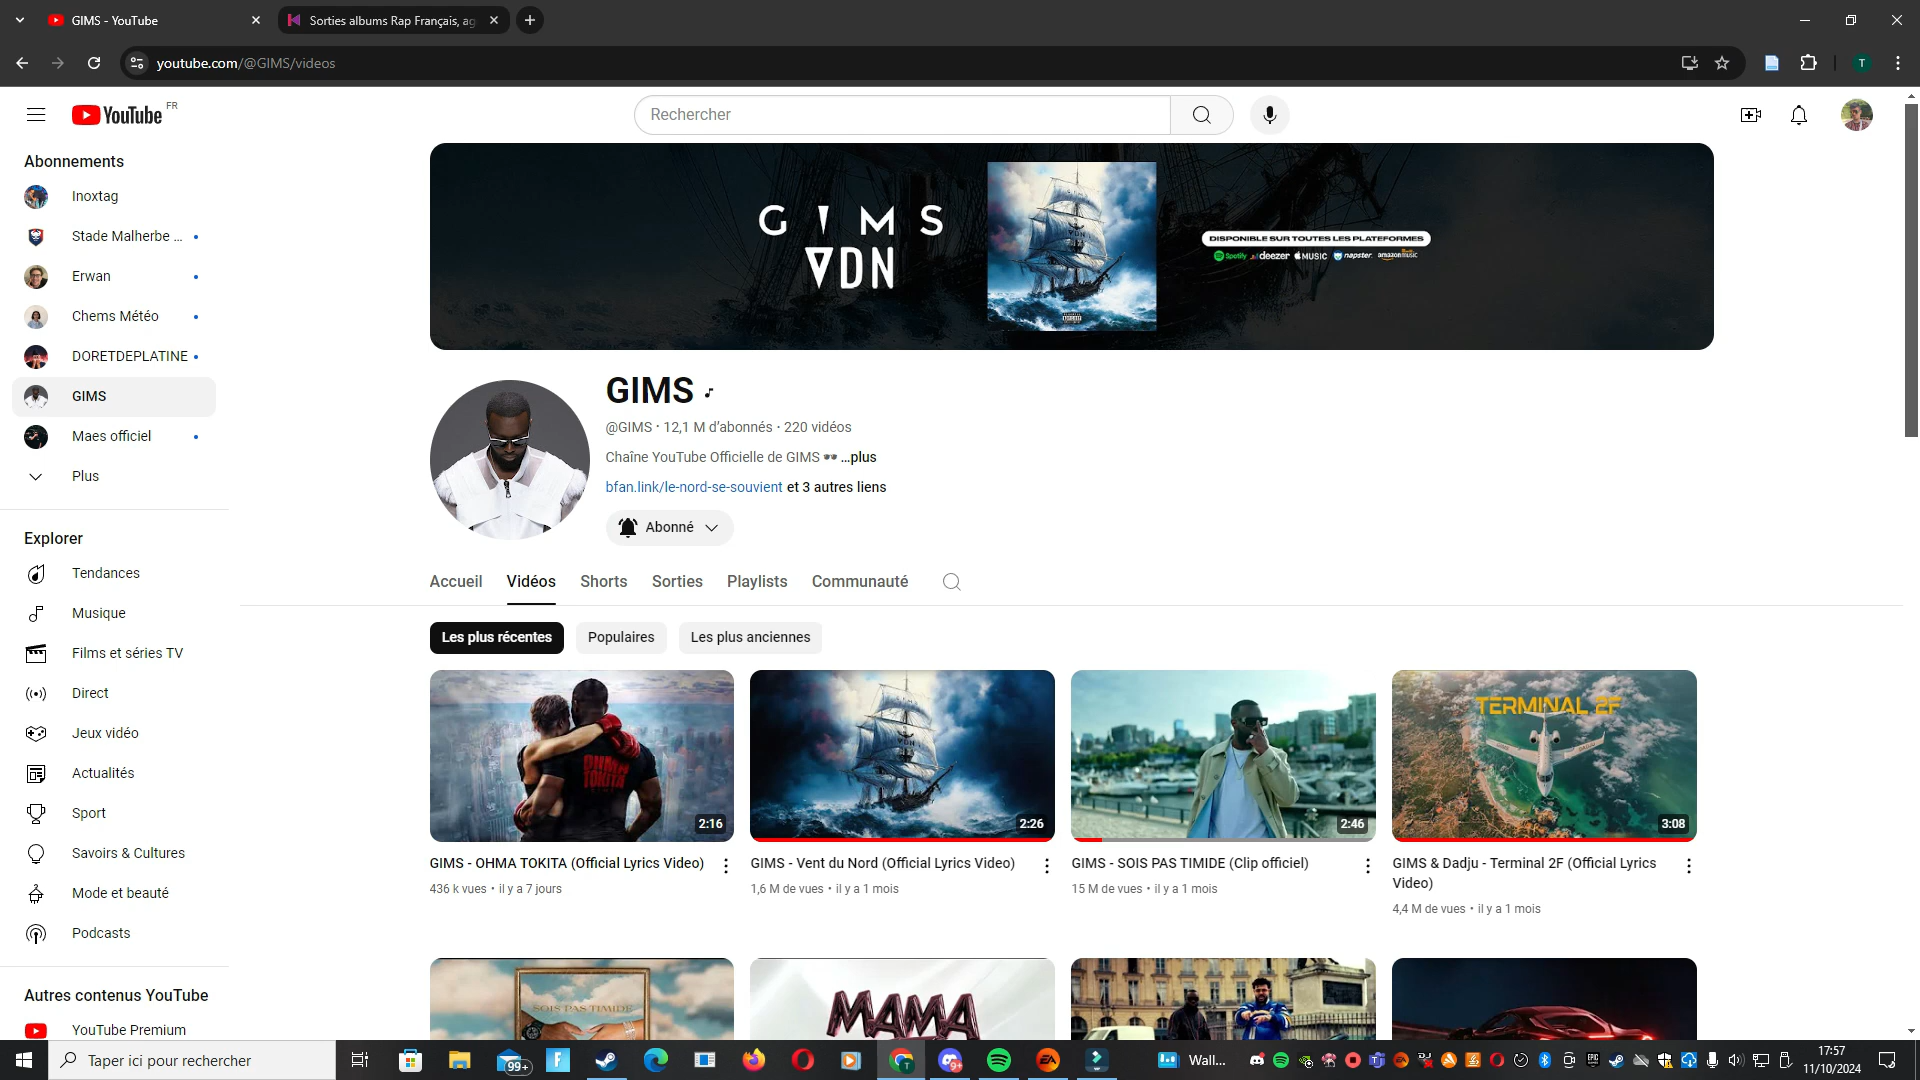 GIMS - YouTube
Sorties albums Rap Français, ag
youtube.com/@GIMS/videos
T
YouTube FR
Rechercher
Abonnements
Inoxtag
Stade Malherbe ...
Erwan
Chems Météo
DORETDEPLATINE
GIMS
Maes officiel
Plus
Explorer
Tendances
Musique
Films et séries TV
Direct
Jeux vidéo
Actualités
Sport
Savoirs & Cultures
Mode et beauté
Podcasts
Autres contenus YouTube
YouTube Premium
GIMS
VDN
DISPONIBLE SUR TOUTES LES PLATEFORMES
Spotify deezer MUSIC napster amazon music
GIMS
@GIMS • 12,1 M d'abonnés • 220 vidéos
Chaîne YouTube Officielle de GIMS 🕶 ...plus
bfan.link/le-nord-se-souvient et 3 autres liens
Abonné
Accueil Vidéos Shorts Sorties Playlists Communauté
Les plus récentes Populaires Les plus anciennes
OHMA
TOKITA
2:16
VDN
2:26
2:46
TERMINAL 2F
3:08
GIMS - OHMA TOKITA (Official Lyrics Video)
436 k vues • il y a 7 jours
GIMS - Vent du Nord (Official Lyrics Video)
1,6 M de vues • il y a 1 mois
GIMS - SOIS PAS TIMIDE (Clip officiel)
15 M de vues • il y a 1 mois
GIMS & Dadju - Terminal 2F (Official Lyrics
Video)
4,4 M de vues • il y a 1 mois
SOIS PAS TIMIDE
MAMA
Taper ici pour rechercher
99+
Wall...
17:57
11/10/2024